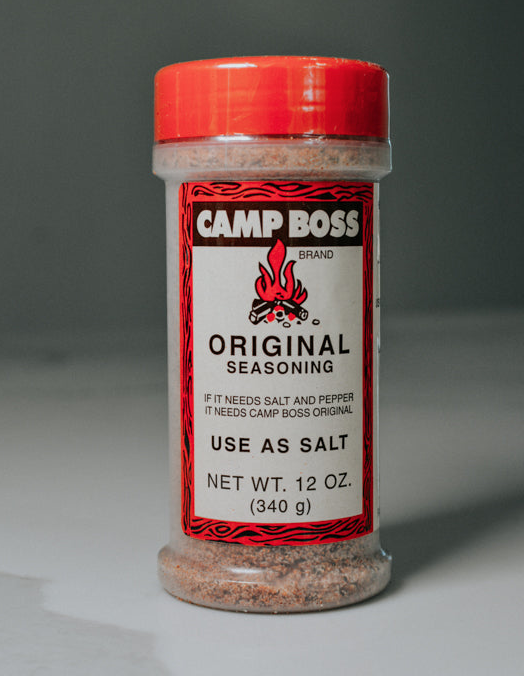 CAMP BOSS
BRAND
ORIGINAL
SEASONING
IF IT NEEDS SALT AND PEPPER
IT NEEDS CAMP BOSS ORIGINAL
USE AS SALT
NET WT. 12 OZ.
(340 g)